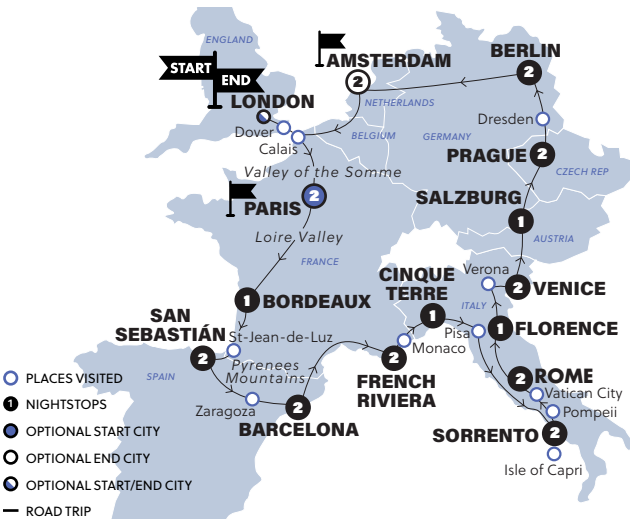 ENGLAND
START
END
LONDON
Dover
Calais
AMSTERDAM
2
NETHERLANDS
BELGIUM
GERMANY
BERLIN
2
Dresden
PRAGUE
2
CZECH REP
Valley of the Somme
PARIS
2
Loire Valley
FRANCE
SALZBURG
1
AUSTRIA
1
BORDEAUX
CINQUE
TERRE
1
Verona
2
VENICE
ITALY
Pisa
1
FLORENCE
SAN
SEBASTIÁN
2
St-Jean-de-Luz
Pyrenees
Mountains
Monaco
2
FRENCH
RIVIERA
SPAIN
Zaragoza
2
BARCELONA
2
ROME
Vatican City
Pompeii
SORRENTO
2
Isle of Capri
PLACES VISITED
1 NIGHTSTOPS
OPTIONAL START CITY
OPTIONAL END CITY
OPTIONAL START/END CITY
ROAD TRIP